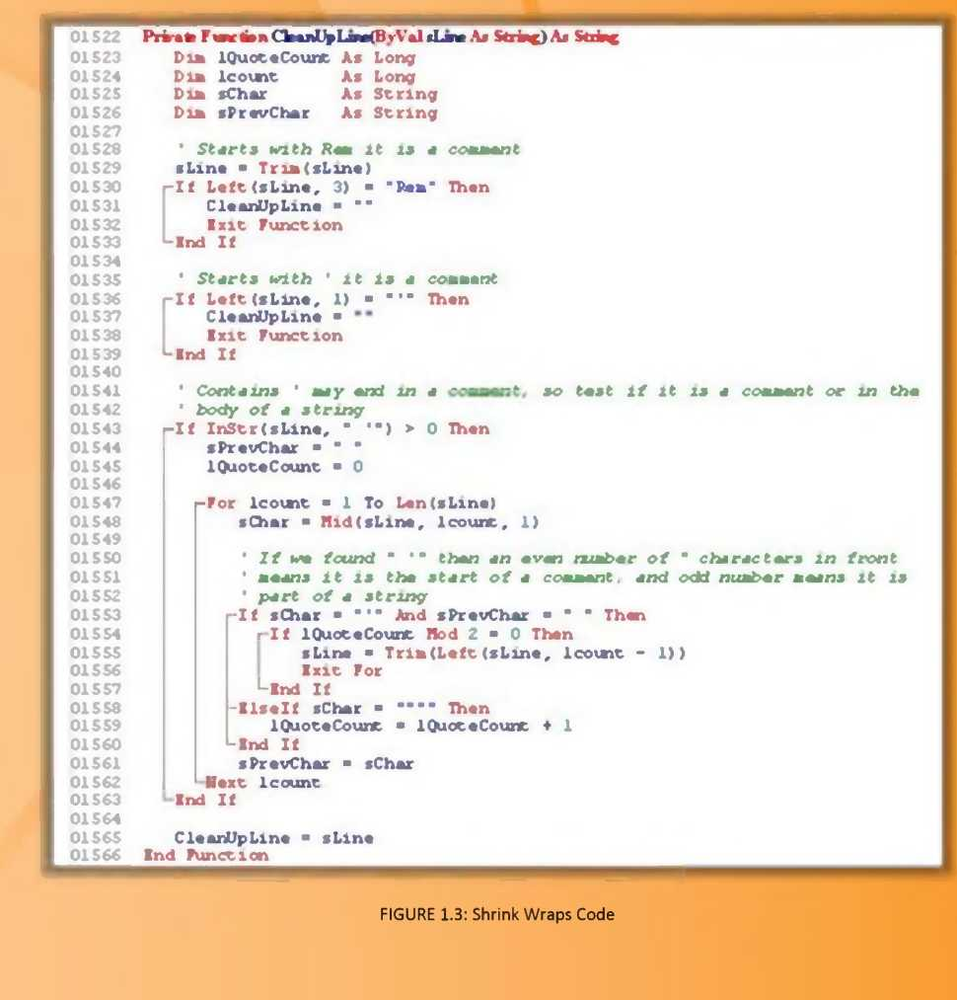 01522 Private Function CleanUpLine(ByVal sLine As String) As String
01523 Dim lQuoteCount As Long
01524 Dim lcount As Long
01525 Dim sChar As String
01526 Dim sPrevChar As String
01527
01528 ' Starts with Rem it is a comment
01529 sLine = Trim(sLine)
01530 If Left(sLine, 3) = "Rem" Then
01531 CleanUpLine = ""
01532 Exit Function
01533 End If
01534
01535 ' Starts with ' it is a comment
01536 If Left(sLine, 1) = "'" Then
01537 CleanUpLine = ""
01538 Exit Function
01539 End If
01540
01541 ' Contains ' may end in a comment, so test if it is a comment or in the
01542 ' body of a string
01543 If InStr(sLine, " '") > 0 Then
01544 sPrevChar = " "
01545 lQuoteCount = 0
01546
01547 For lcount = 1 To Len(sLine)
01548 sChar = Mid(sLine, lcount, 1)
01549
01550 ' If we found " '" then an even number of " characters in front
01551 ' means it is the start of a comment, and odd number means it is
01552 ' part of a string
01553 If sChar = "'" And sPrevChar = " " Then
01554 If lQuoteCount Mod 2 = 0 Then
01555 sLine = Trim(Left(sLine, lcount - 1))
01556 Exit For
01557 End If
01558 ElseIf sChar = """" Then
01559 lQuoteCount = lQuoteCount + 1
01560 End If
01561 sPrevChar = sChar
01562 Next lcount
01563 End If
01564
01565 CleanUpLine = sLine
01566 End Function
FIGURE 1.3: Shrink Wraps Code